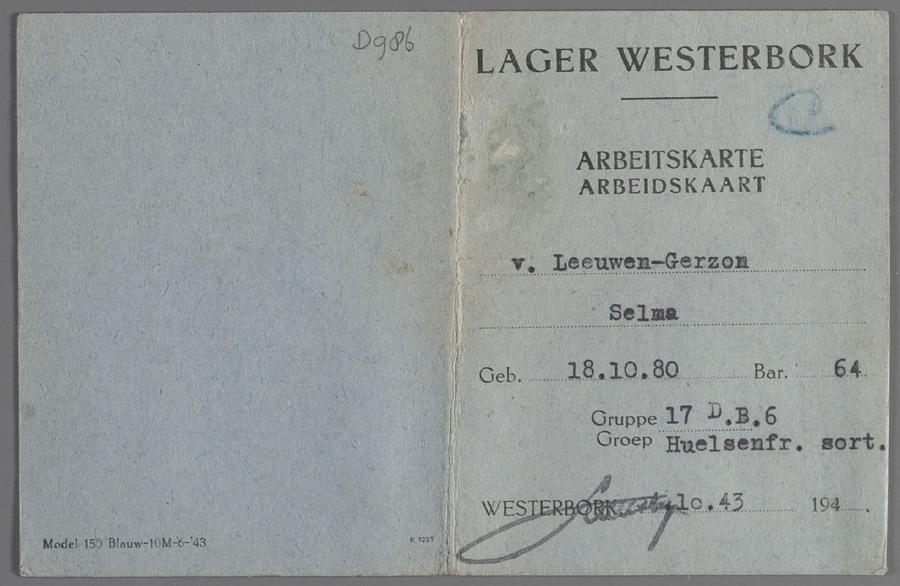 D986
LAGER WESTERBORK
C
ARBEITSKARTE
ARBEIDSKAART
v. Leeuwen-Gerzon
Selma
Geb. 18.10.80 Bar. 64
Gruppe 17 D.B.6
Groep Huelsenfr. sort.
WESTERBORK 10.43 194
Model 150 Blauw-10M-6-'43